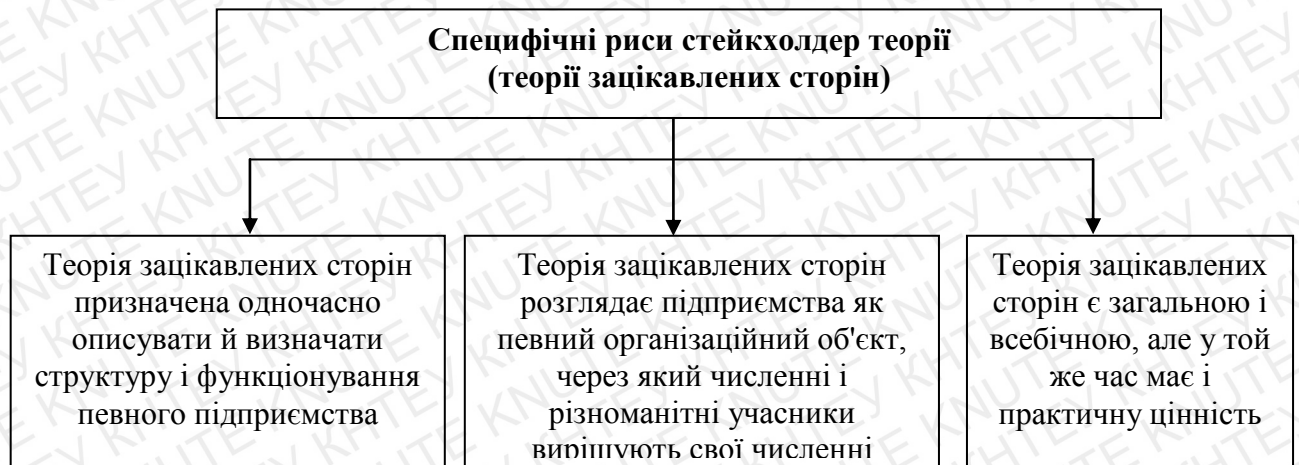 Специфічні риси стейкхолдер теорії
(теорії зацікавлених сторін)
Теорія зацікавлених сторін
призначена одночасно
описувати й визначати
структуру і функціонування
певного підприємства
Теорія зацікавлених сторін
розглядає підприємства як
певний організаційний об'єкт,
через який численні і
різноманітні учасники
вирішують свої численні
Теорія зацікавлених
сторін є загальною і
всебічною, але у той
же час має і
практичну цінність